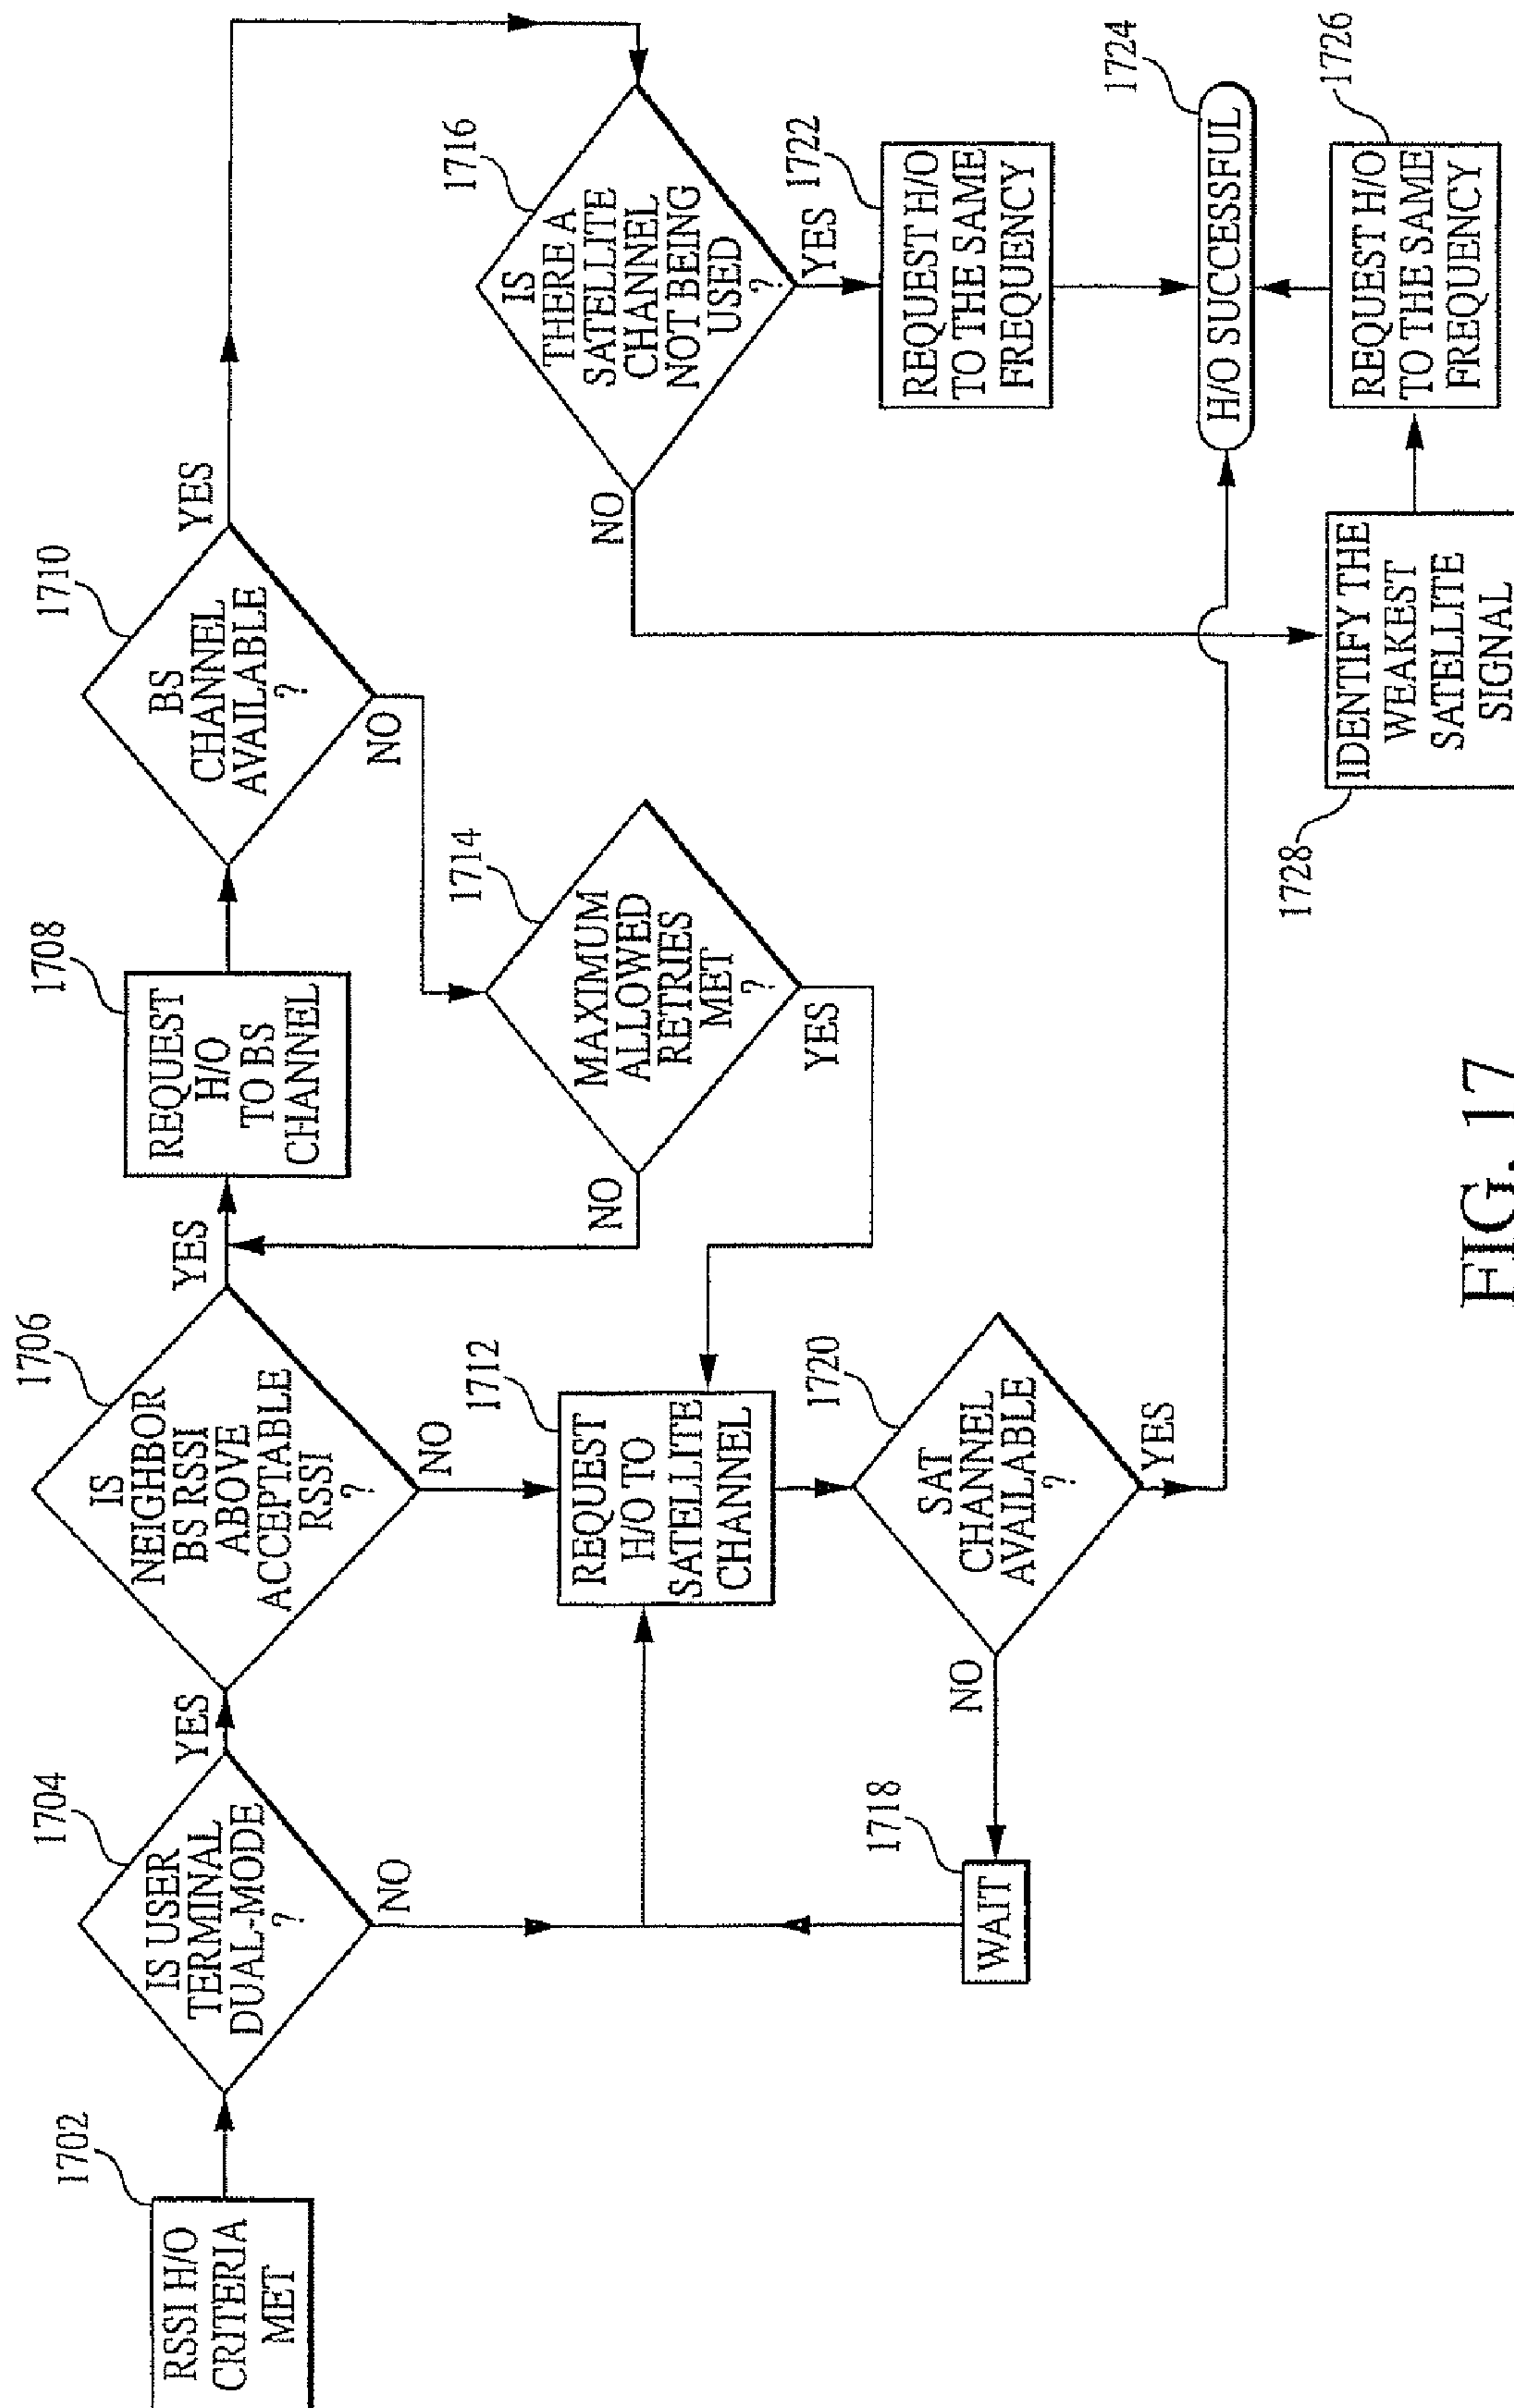 1702
RSSI H/O
CRITERIA
MET
1704
IS USER
TERMINAL
DUAL-MODE
?
YES
NO
1706
IS
NEIGHBOR
BS RSSI
ABOVE
ACCEPTABLE
RSSI
?
YES
NO
1708
REQUEST
H/O
TO BS
CHANNEL
1710
BS
CHANNEL
AVAILABLE
?
YES
NO
1712
REQUEST
H/O TO
SATELLITE
CHANNEL
1714
MAXIMUM
ALLOWED
RETRIES
MET
?
NO
YES
1716
IS
THERE A
SATELLITE
CHANNEL
NOT BEING
USED
?
NO
YES
1718
WAIT
1720
SAT
CHANNEL
AVAILABLE
?
NO
YES
1722
REQUEST H/O
TO THE SAME
FREQUENCY
1724
H/O SUCCESSFUL
1728
IDENTIFY THE
WEAKEST
SATELLITE
SIGNAL
1726
REQUEST H/O
TO THE SAME
FREQUENCY
FIG. 17